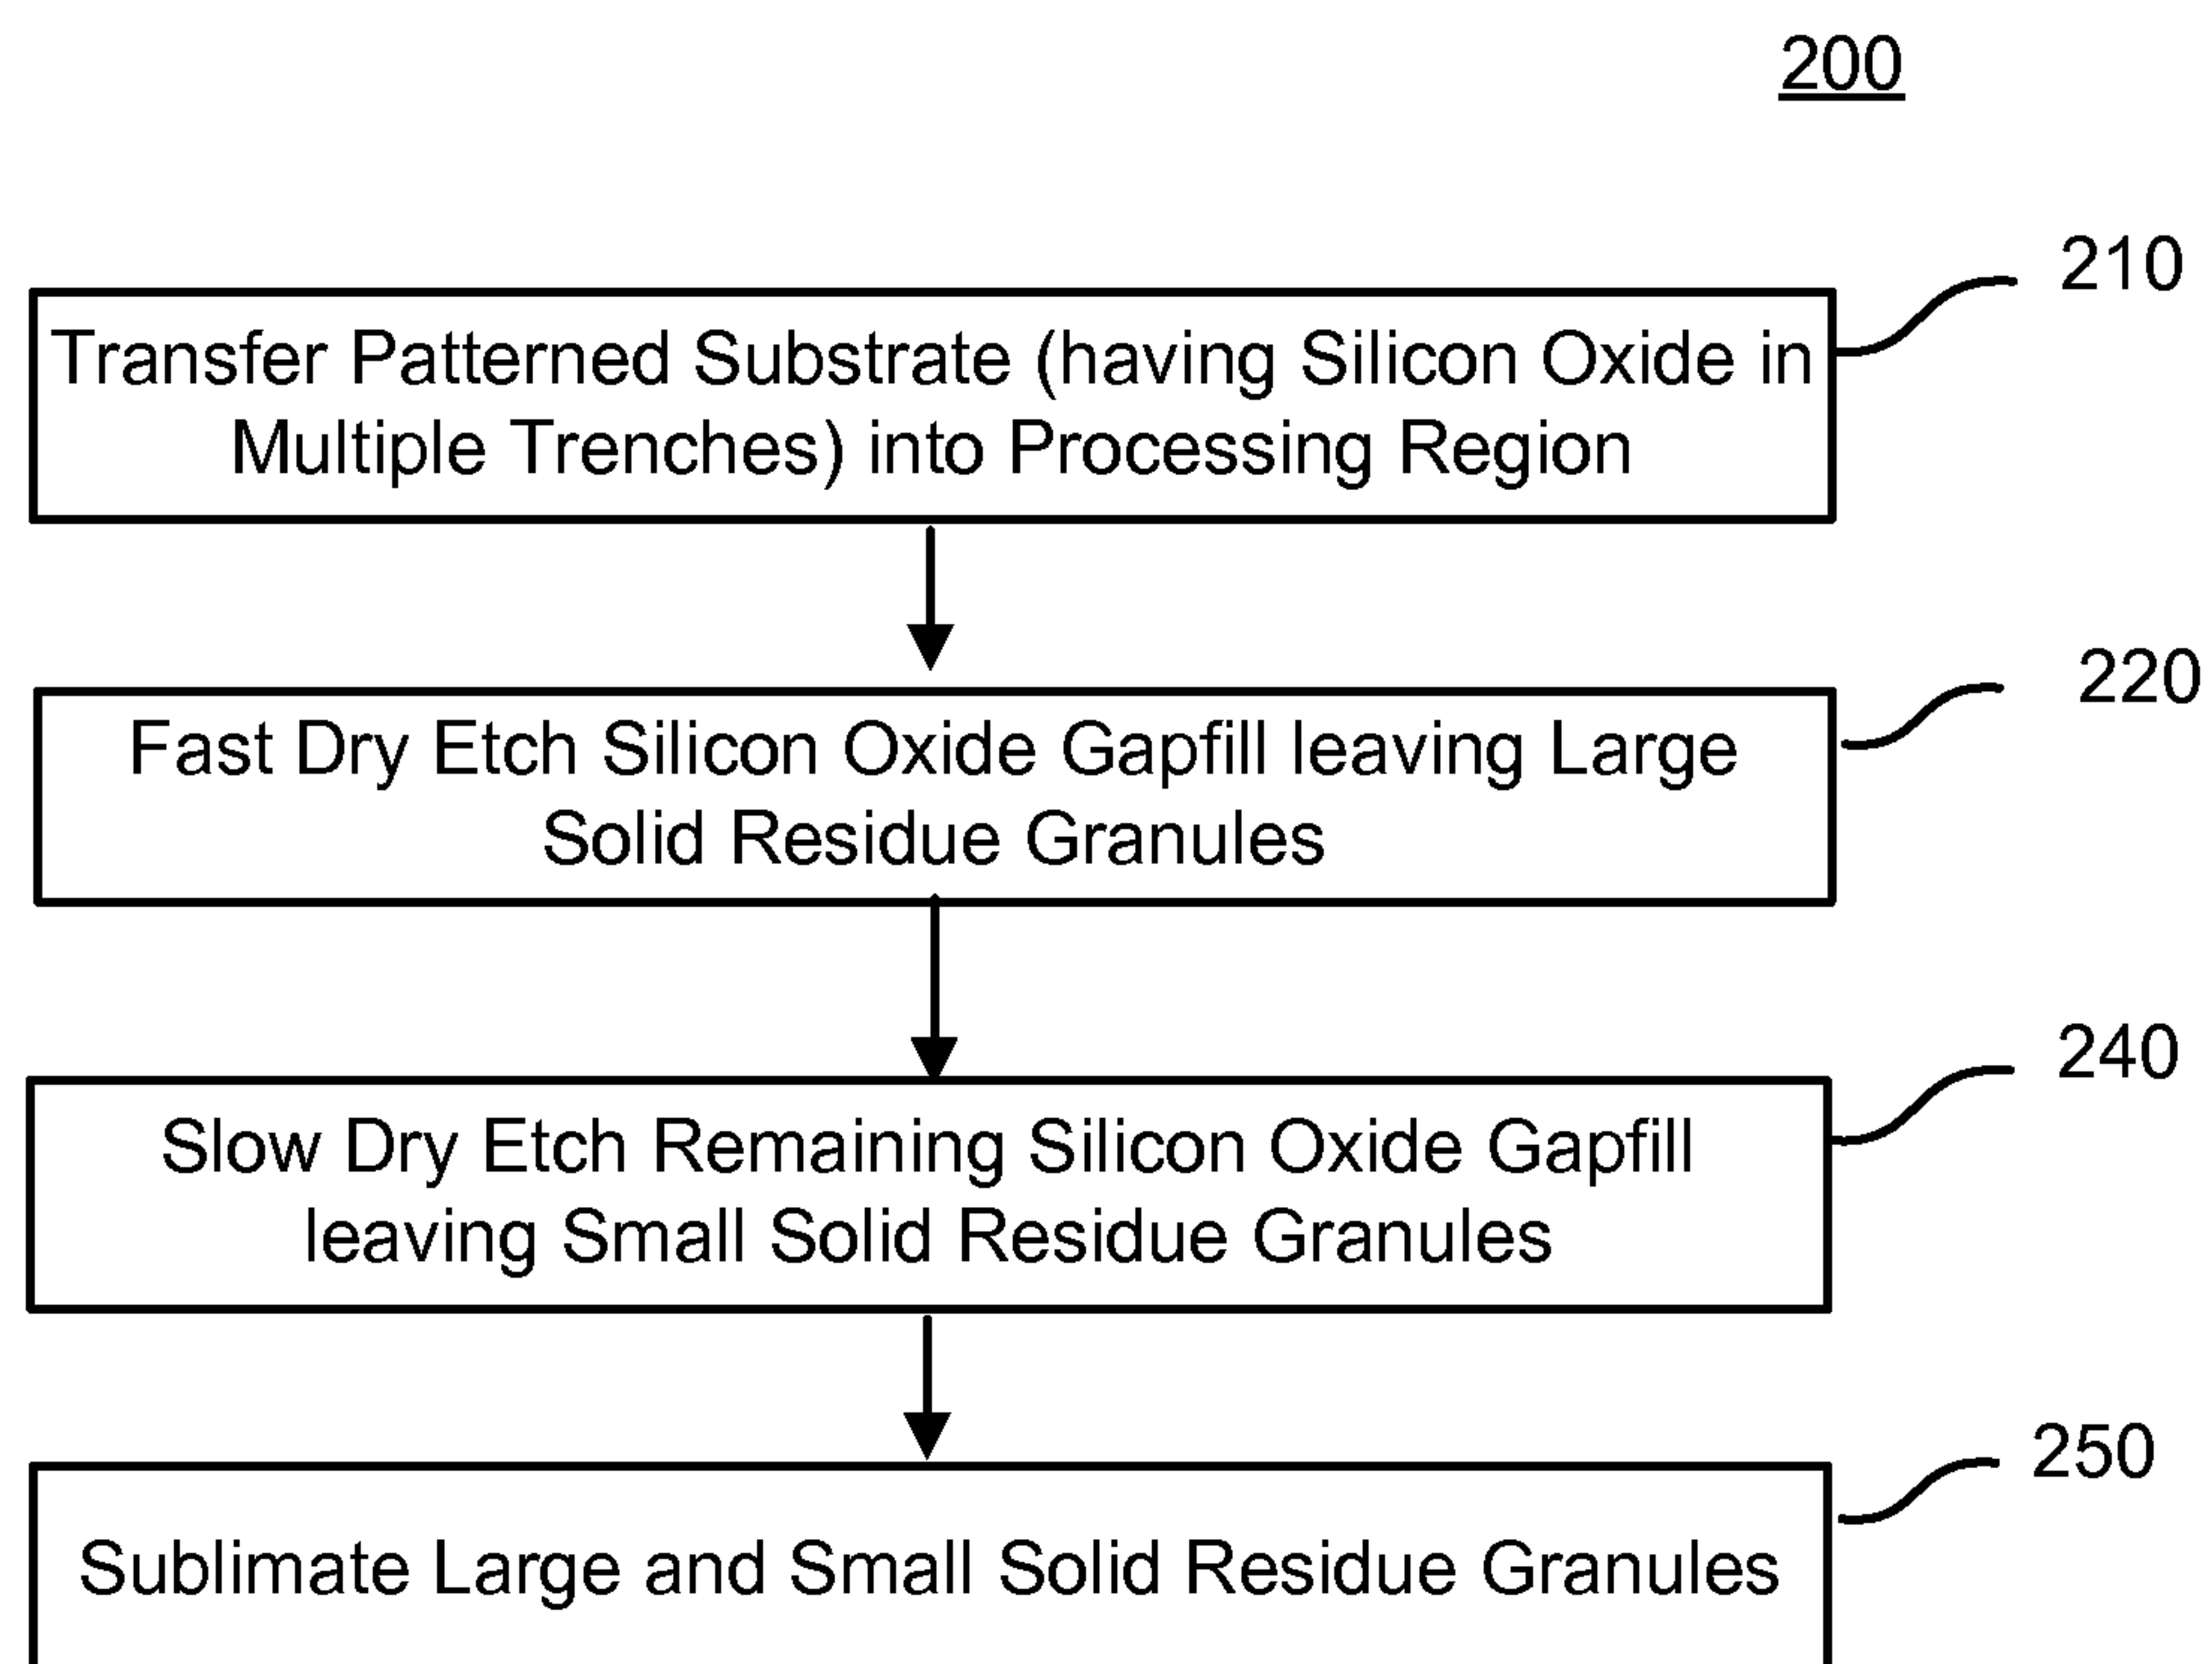 200
210
Transfer Patterned Substrate (having Silicon Oxide in
Multiple Trenches) into Processing Region
220
Fast Dry Etch Silicon Oxide Gapfill leaving Large
Solid Residue Granules
240
Slow Dry Etch Remaining Silicon Oxide Gapfill
leaving Small Solid Residue Granules
250
Sublimate Large and Small Solid Residue Granules